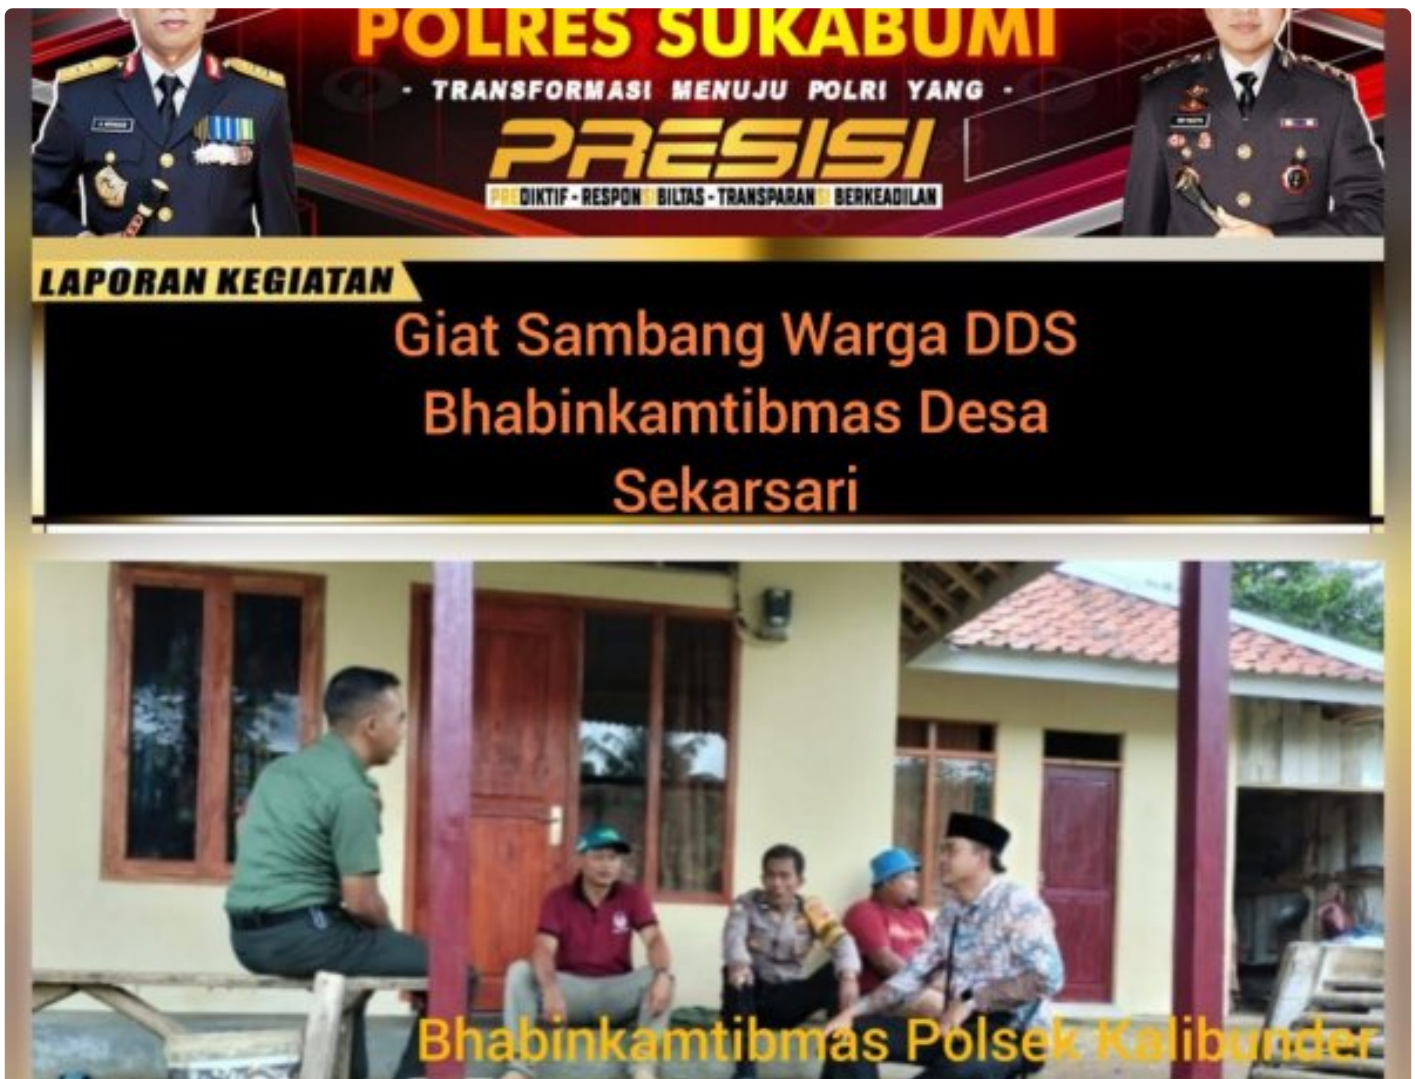 POLRES SUKABUMI
- TRANSFORMASI MENUJU POLRI YANG -
PRESISI
PREDIKTIF - RESPONSIBILTAS - TRANSPARANSI BERKEADILAN
LAPORAN KEGIATAN
Giat Sambang Warga DDS
Bhabinkamtibmas Desa
Sekarsari
Bhabinkamtibmas Polsek Kalibunder